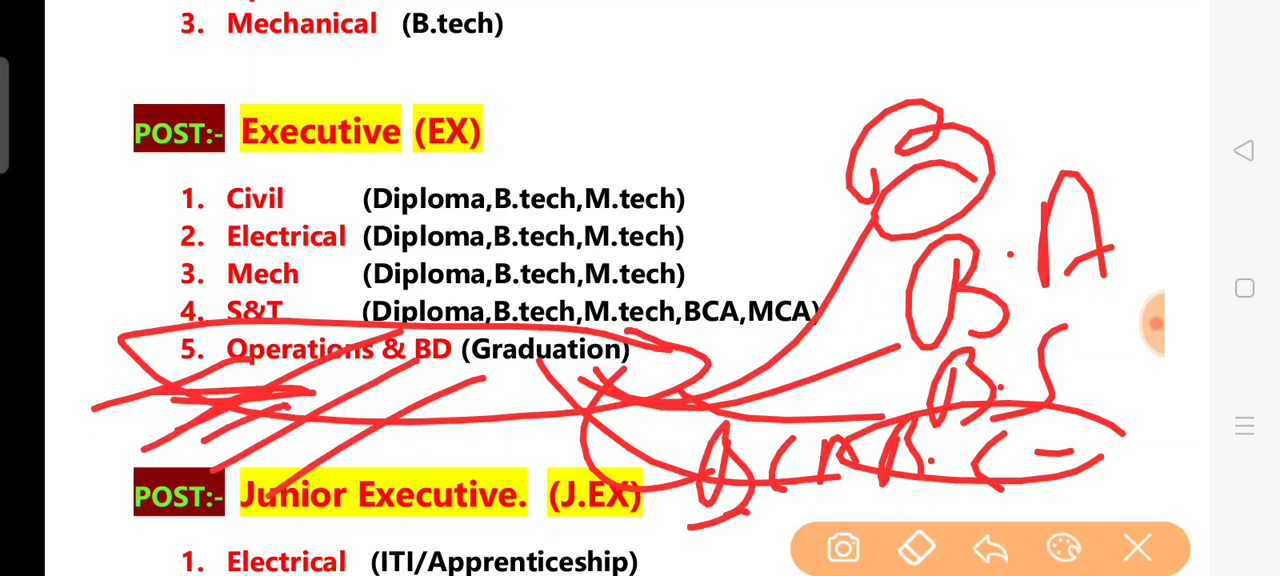 3. Mechanical (B.tech)
POST:- Executive (EX)
1. Civil (Diploma,B.tech,M.tech)
2. Electrical (Diploma,B.tech,M.tech)
3. Mech (Diploma,B.tech,M.tech)
4. S&T (Diploma,B.tech,M.tech,BCA,MCA)
5. Operations & BD (Graduation)
B.A
B.S
POST:- Junior Executive. (J.EX)
1. Electrical (ITI/Apprenticeship)